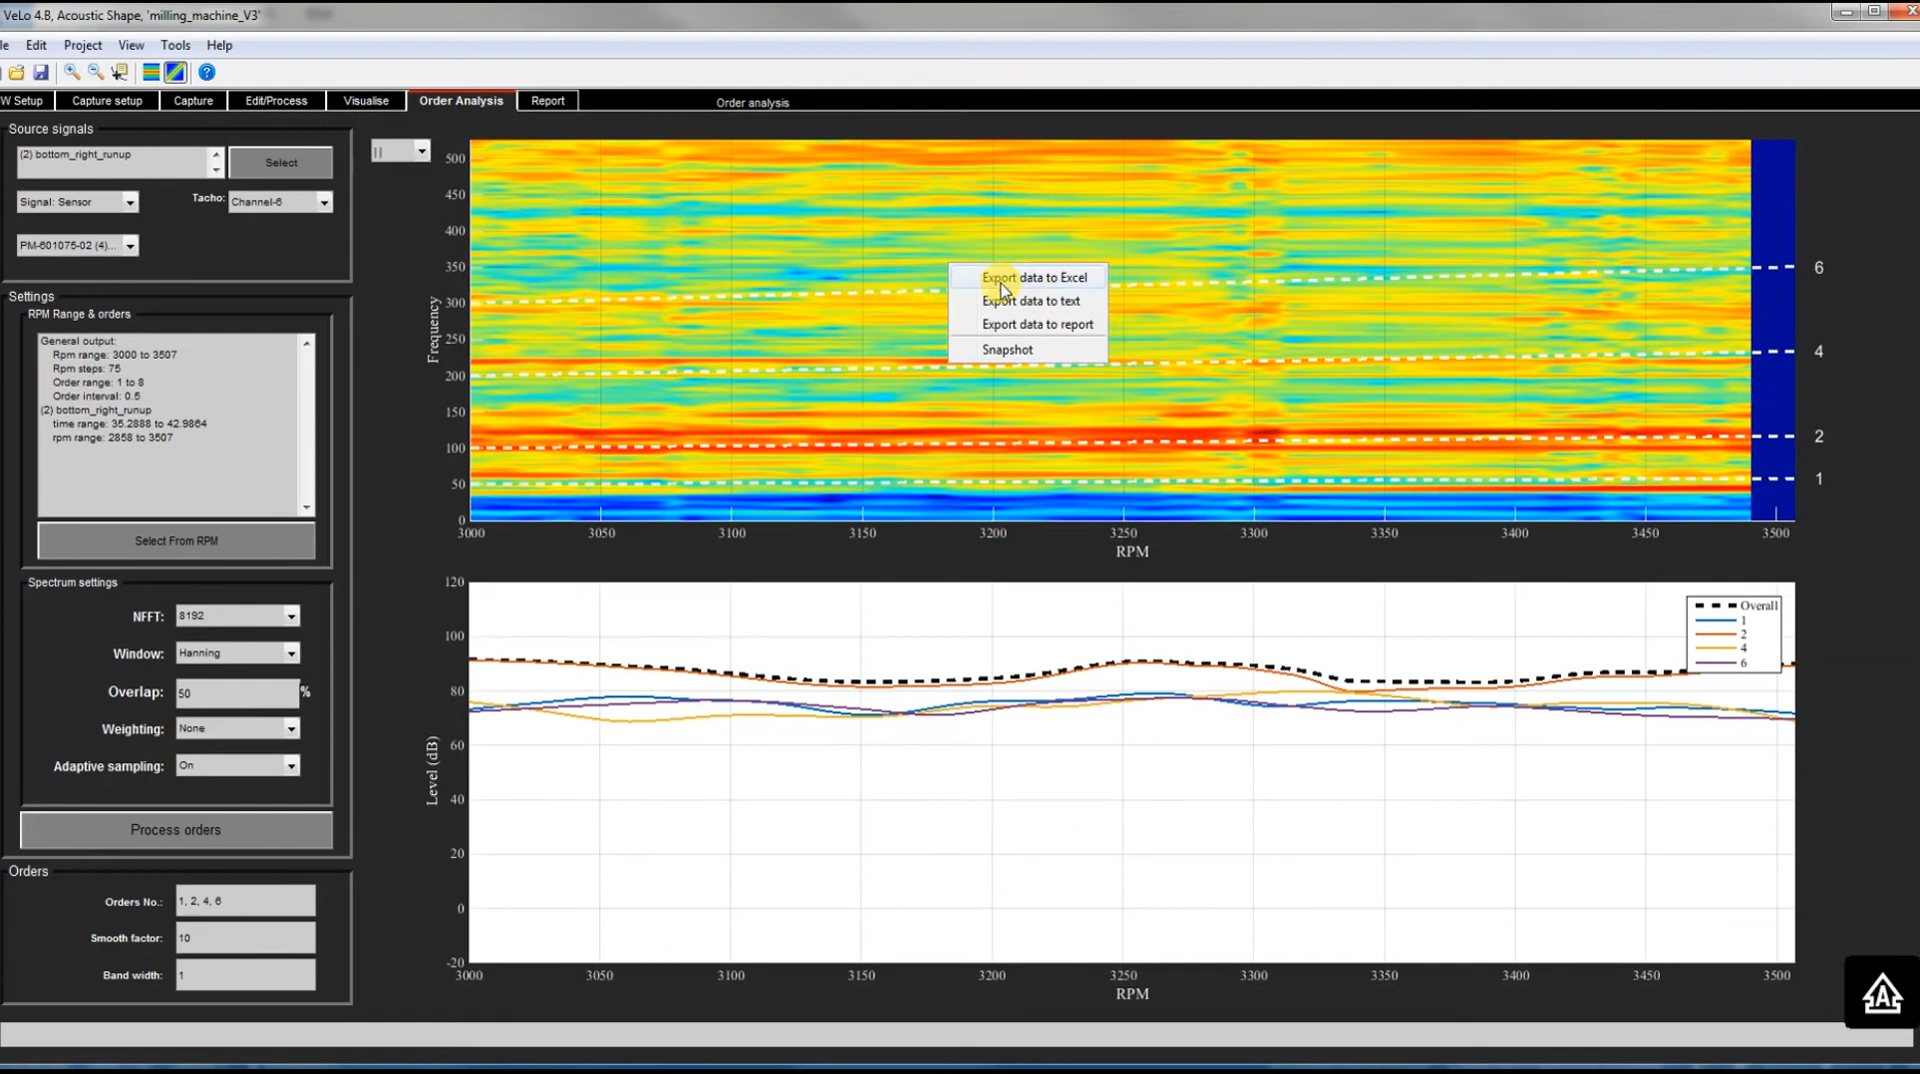 VeLo 4.B, Acoustic Shape, 'milling_machine_V3'
le Edit Project View Tools Help
W Setup Capture setup Capture Edit/Process Visualise Order Analysis Report Order analysis
Source signals
(2) bottom_right_runup
Select
Signal: Sensor
Tacho: Channel-6
PM-601075-02 (4)...
Settings
RPM Range & orders
General output:
Rpm range: 3000 to 3507
Rpm steps: 75
Order range: 1 to 8
Order interval: 0.5
(2) bottom_right_runup
time range: 35.2888 to 42.9864
rpm range: 2858 to 3507
Select From RPM
Spectrum settings
NFFT: 8192
Window: Hanning
Overlap: 50 %
Weighting: None
Adaptive sampling: On
Process orders
Orders
Orders No.: 1, 2, 4, 6
Smooth factor: 10
Band width: 1
||
Frequency
500
450
400
350
300
250
200
150
100
50
0
3000 3050 3100 3150 3200 3250 3300 3350 3400 3450 3500
RPM
6
4
2
1
Export data to Excel
Export data to text
Export data to report
Snapshot
Level (dB)
120
100
80
60
40
20
0
-20
3000 3050 3100 3150 3200 3250 3300 3350 3400 3450 3500
RPM
Overall
1
2
4
6
A